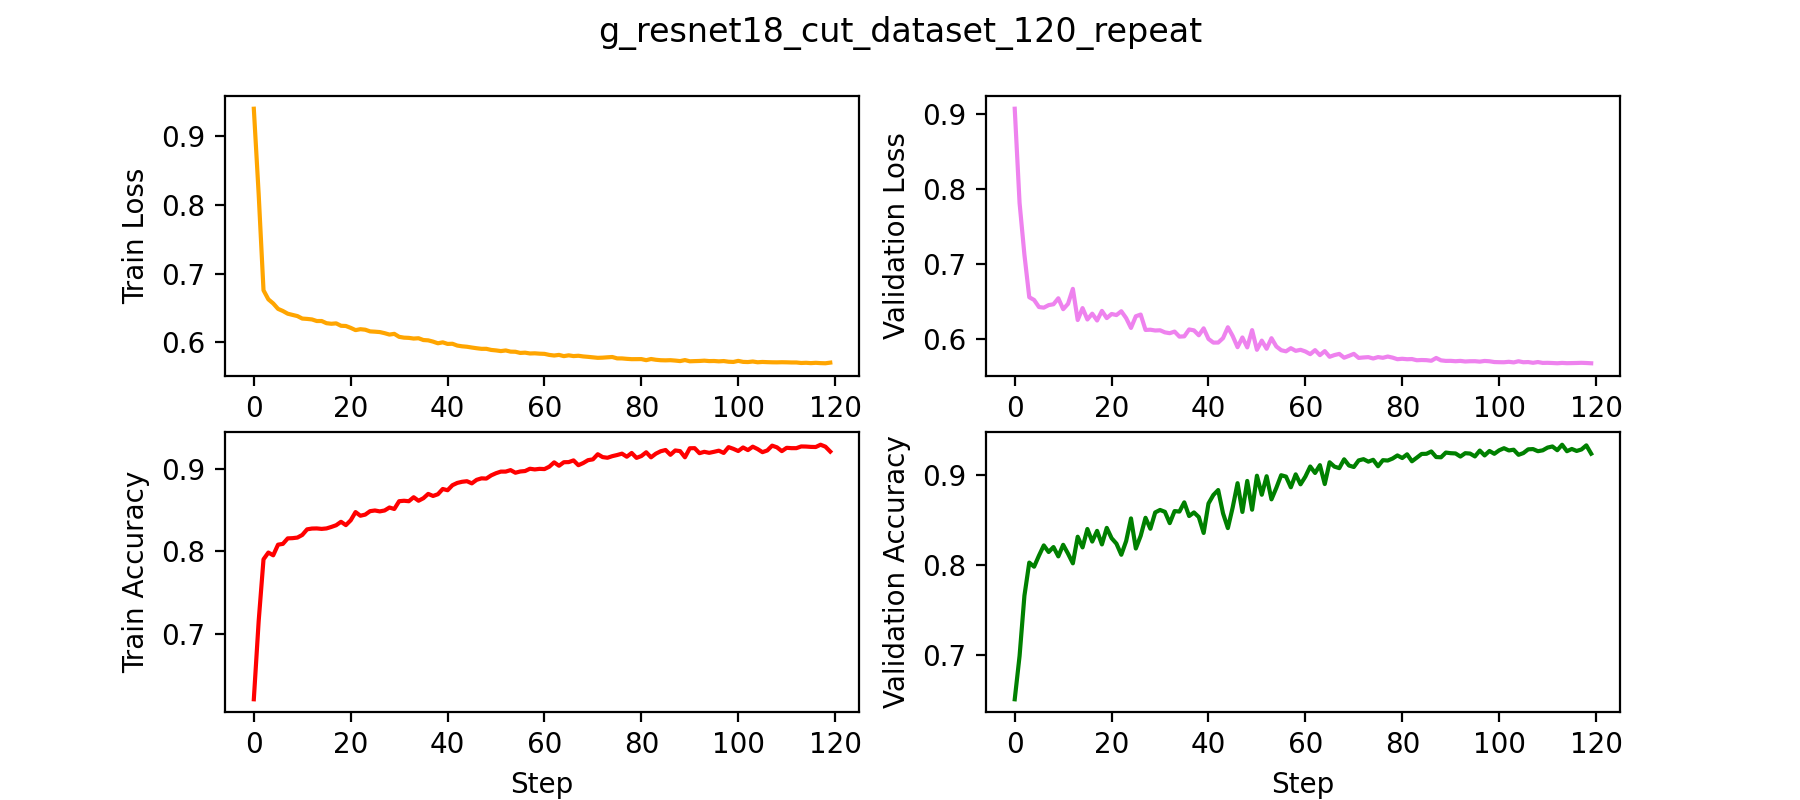 g_resnet18_cut_dataset_120_repeat
Train Loss
0.9
0.8
0.7
0.6
0 20 40 60 80 100 120
Validation Loss
0.9
0.8
0.7
0.6
0 20 40 60 80 100 120
Train Accuracy
0.9
0.8
0.7
0 20 40 60 80 100 120
Step
Validation Accuracy
0.9
0.8
0.7
0 20 40 60 80 100 120
Step